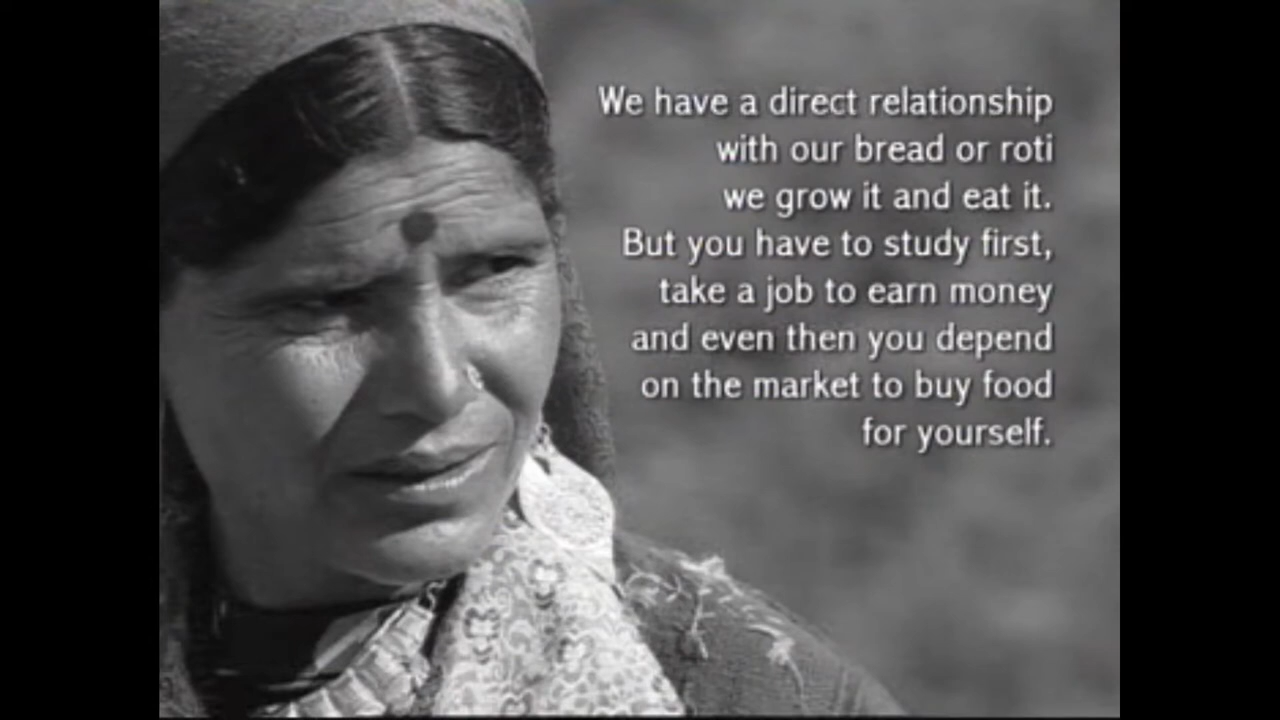 We have a direct relationship
with our bread or roti
we grow it and eat it.
But you have to study first,
take a job to earn money
and even then you depend
on the market to buy food
for yourself.